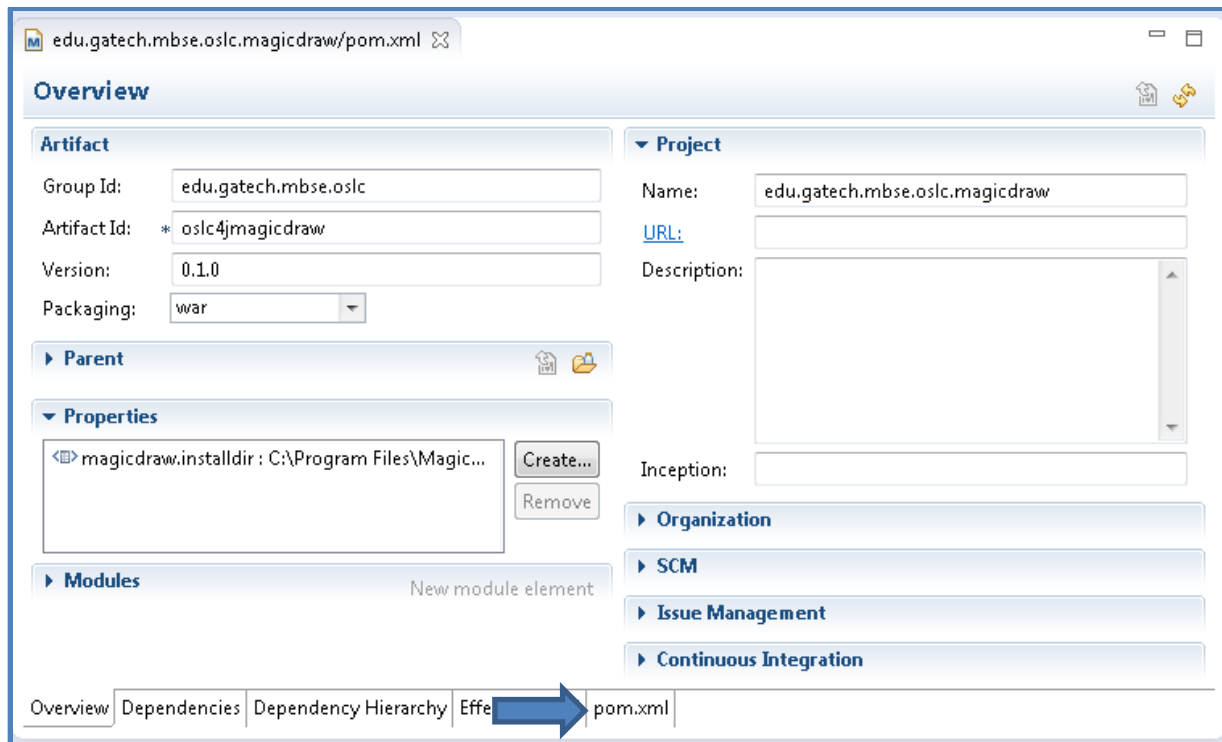 edu.gatech.mbse.oslc.magicdraw/pom.xml
Overview
Artifact
Group Id: edu.gatech.mbse.oslc
Artifact Id: * oslc4jmagicdraw
Version: 0.1.0
Packaging: war
Parent
Properties
magicdraw.installdir : C:\Program Files\Magic...
Create...
Remove
Modules
New module element
Project
Name: edu.gatech.mbse.oslc.magicdraw
URL:
Description:
Inception:
Organization
SCM
Issue Management
Continuous Integration
Overview Dependencies Dependency Hierarchy Effe pom.xml